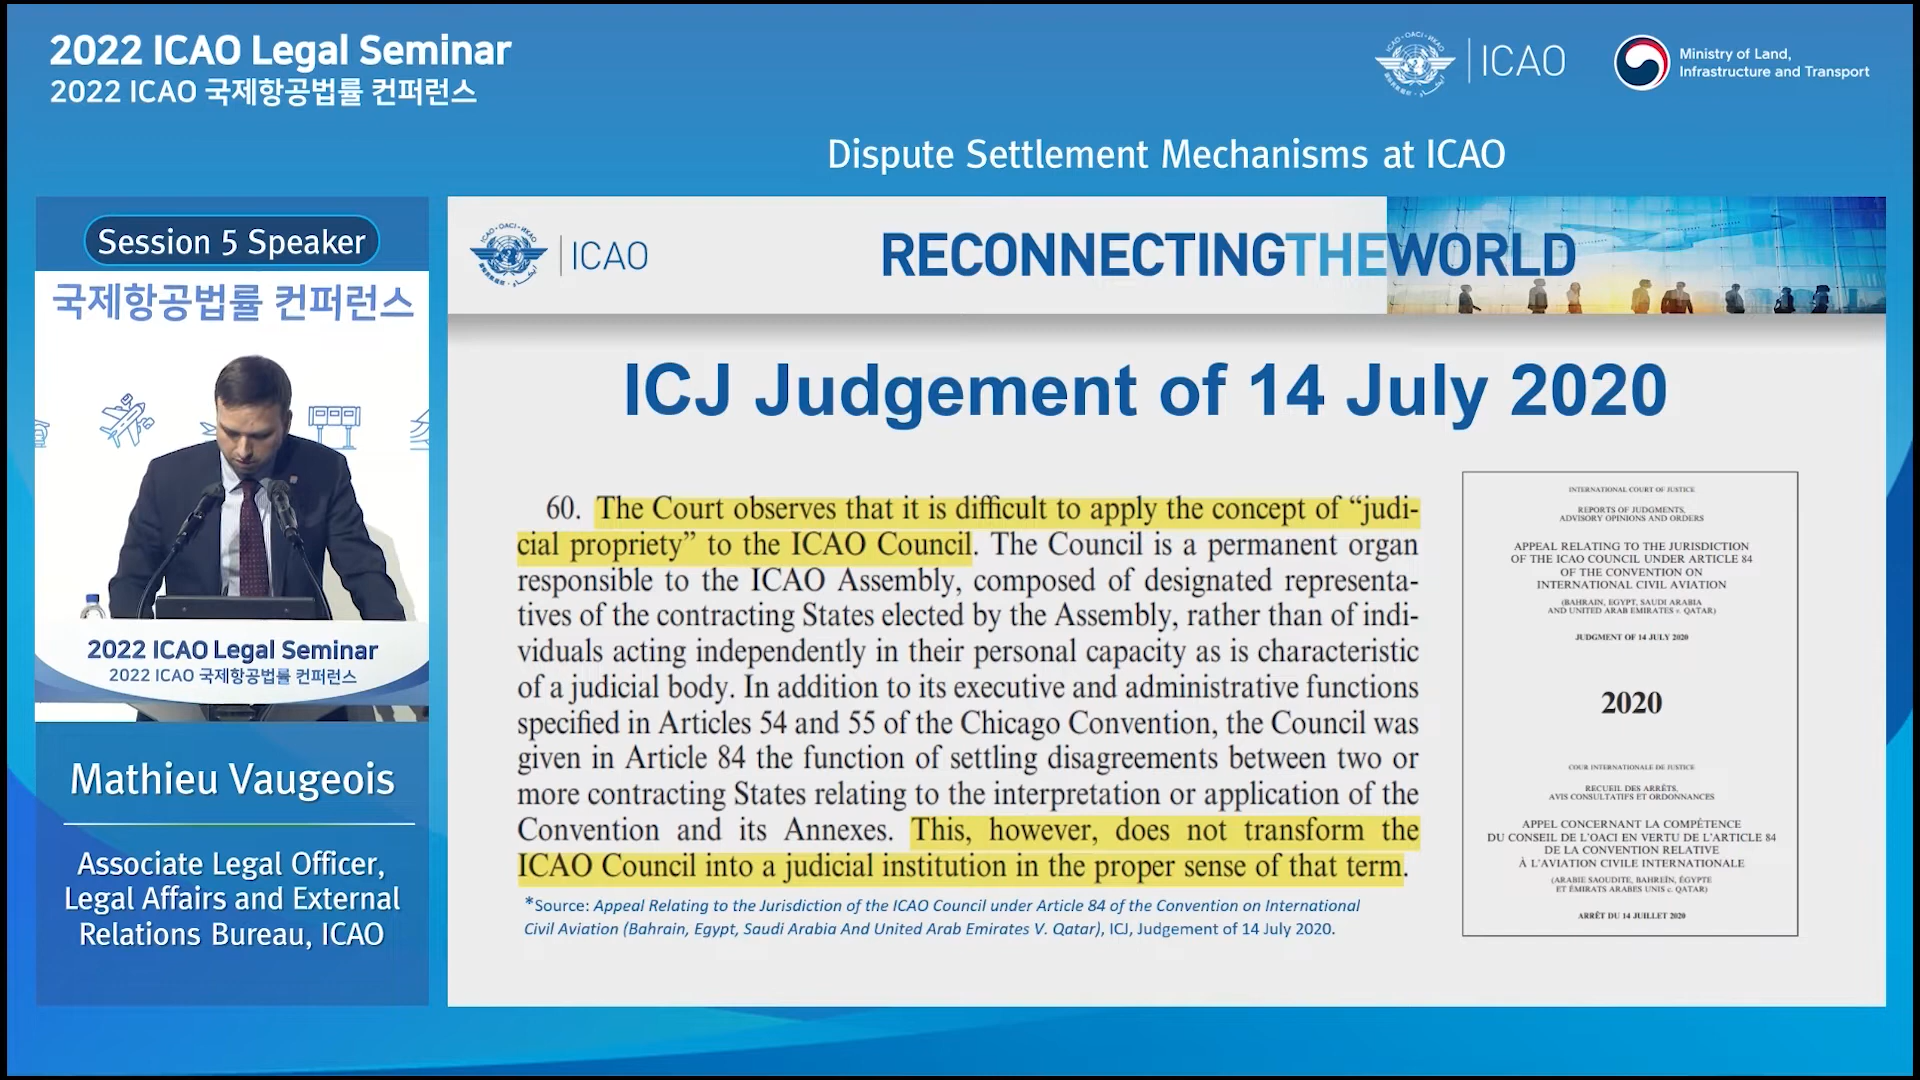 2022 ICAO Legal Seminar
2022 ICAO 국제항공법률 컨퍼런스
ICAO
Ministry of Land,
Infrastructure and Transport
Dispute Settlement Mechanisms at ICAO
Session 5 Speaker
국제항공법률 컨퍼런스
2022 ICAO Legal Seminar
2022 ICAO 국제항공법률 컨퍼런스
Mathieu Vaugeois
Associate Legal Officer,
Legal Affairs and External
Relations Bureau, ICAO
ICAO
RECONNECTINGTHEWORLD
ICJ Judgement of 14 July 2020
60. The Court observes that it is difficult to apply the concept of “judi-
cial propriety” to the ICAO Council. The Council is a permanent organ
responsible to the ICAO Assembly, composed of designated representa-
tives of the contracting States elected by the Assembly, rather than of indi-
viduals acting independently in their personal capacity as is characteristic
of a judicial body. In addition to its executive and administrative functions
specified in Articles 54 and 55 of the Chicago Convention, the Council was
given in Article 84 the function of settling disagreements between two or
more contracting States relating to the interpretation or application of the
Convention and its Annexes. This, however, does not transform the
ICAO Council into a judicial institution in the proper sense of that term.
*Source: Appeal Relating to the Jurisdiction of the ICAO Council under Article 84 of the Convention on International
Civil Aviation (Bahrain, Egypt, Saudi Arabia And United Arab Emirates V. Qatar), ICJ, Judgement of 14 July 2020.
INTERNATIONAL COURT OF JUSTICE
REPORTS OF JUDGMENTS,
ADVISORY OPINIONS AND ORDERS
APPEAL RELATING TO THE JURISDICTION
OF THE ICAO COUNCIL UNDER ARTICLE 84
OF THE CONVENTION ON
INTERNATIONAL CIVIL AVIATION
(BAHRAIN, EGYPT, SAUDI ARABIA
AND UNITED ARAB EMIRATES v. QATAR)
JUDGMENT OF 14 JULY 2020
2020
COUR INTERNATIONALE DE JUSTICE
RECUEIL DES ARRÊTS,
AVIS CONSULTATIFS ET ORDONNANCES
APPEL CONCERNANT LA COMPÉTENCE
DU CONSEIL DE L'OACI EN VERTU DE L'ARTICLE 84
DE LA CONVENTION RELATIVE
À L'AVIATION CIVILE INTERNATIONALE
(ARABIE SAOUDITE, BAHREÏN, ÉGYPTE
ET ÉMIRATS ARABES UNIS c. QATAR)
ARRÊT DU 14 JUILLET 2020